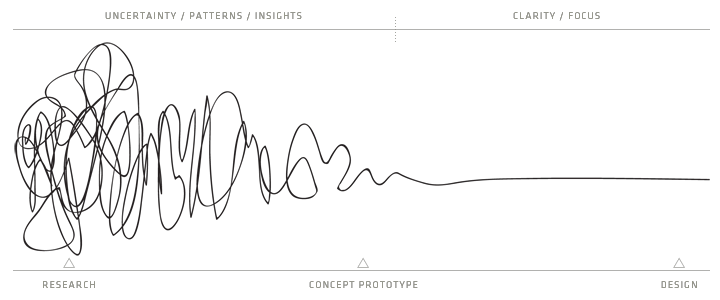 UNCERTAINTY / PATTERNS / INSIGHTS
CLARITY / FOCUS
RESEARCH
CONCEPT PROTOTYPE
DESIGN